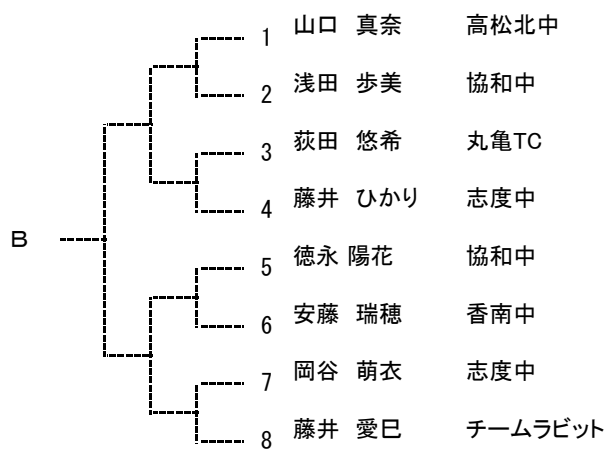 1 山口 真奈 高松北中
2 浅田 歩美 協和中
3 荻田 悠希 丸亀TC
4 藤井 ひかり 志度中
B
5 徳永 陽花 協和中
6 安藤 瑞穂 香南中
7 岡谷 萌衣 志度中
8 藤井 愛巳 チームラビット